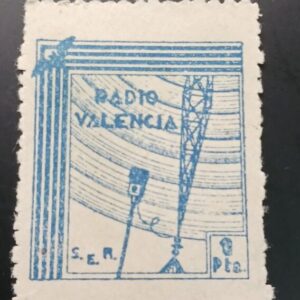 RADIO
VALENCIA
S.E.R.
Pta.